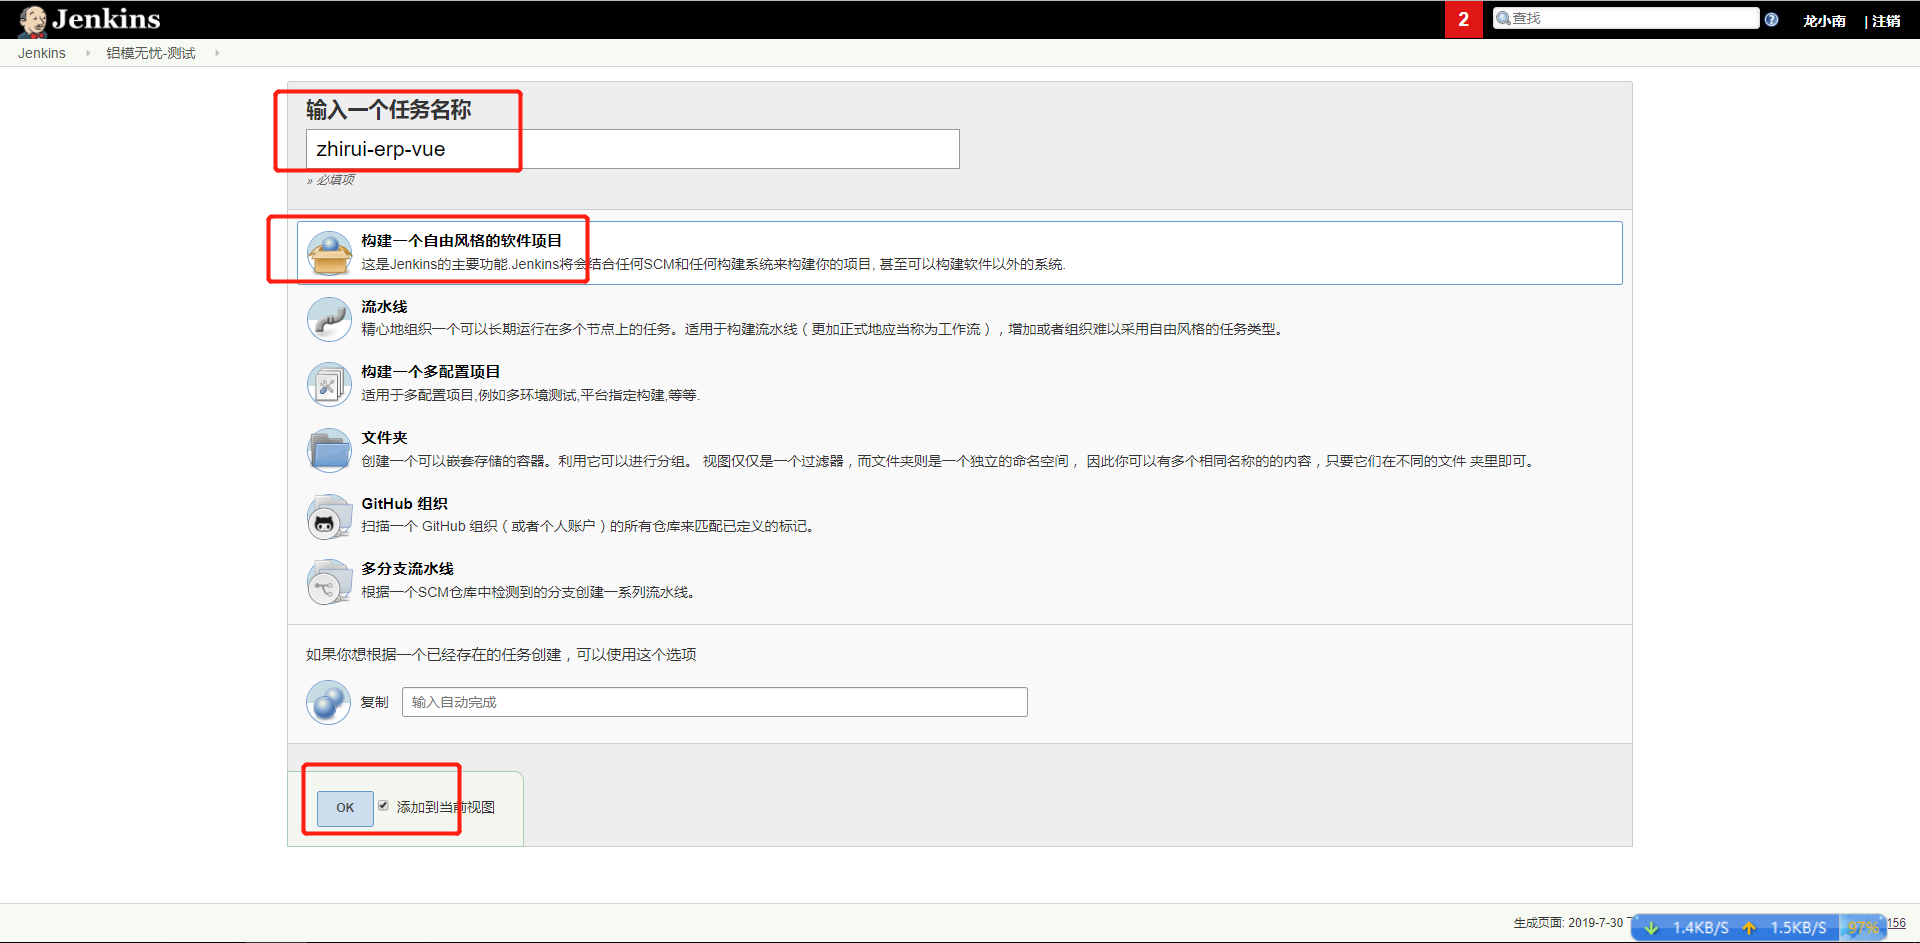 Jenkins
2
查找
龙小南
| 注销
Jenkins
铝模无忧-测试
输入一个任务名称
zhirui-erp-vue
» 必填项
构建一个自由风格的软件项目
这是Jenkins的主要功能.Jenkins将会结合任何SCM和任何构建系统来构建你的项目, 甚至可以构建软件以外的系统.
流水线
精心地组织一个可以长期运行在多个节点上的任务。适用于构建流水线（更加正式地应当称为工作流），增加或者组织难以采用自由风格的任务类型。
构建一个多配置项目
适用于多配置项目,例如多环境测试,平台指定构建,等等.
文件夹
创建一个可以嵌套存储的容器。利用它可以进行分组。 视图仅仅是一个过滤器，而文件夹则是一个独立的命名空间， 因此你可以有多个相同名称的的内容，只要它们在不同的文件 夹里即可。
GitHub 组织
扫描一个 GitHub 组织（或者个人账户）的所有仓库来匹配已定义的标记。
多分支流水线
根据一个SCM仓库中检测到的分支创建一系列流水线。
如果你想根据一个已经存在的任务创建，可以使用这个选项
复制
输入自动完成
OK
添加到当前视图
生成页面: 2019-7-30
1.4KB/S
1.5KB/S
97%
156